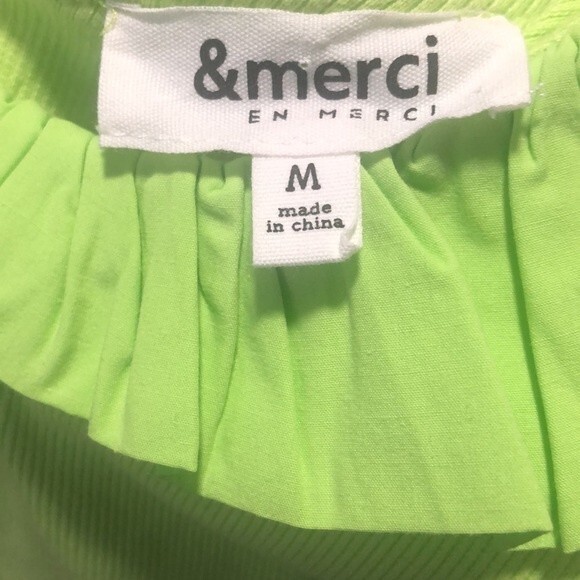 &merci
EN MERCI
M
made
in china